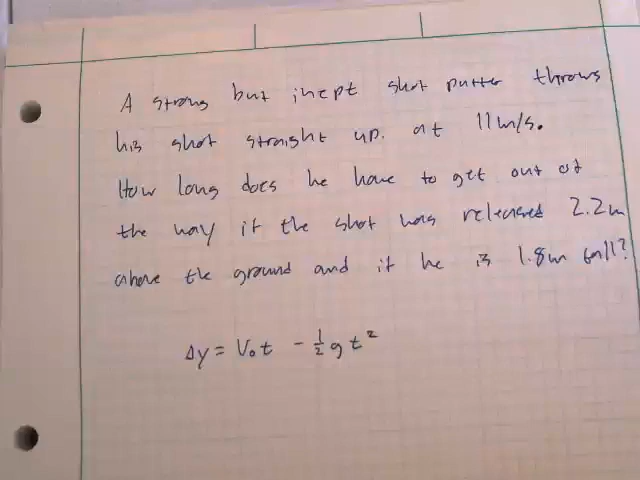 A strong but inept shot putter throws
his shot straight up. at 11m/s.
How long does he have to get out of
the way if the shot was released 2.2m
above the ground and if he is 1.8m tall?
Δy = V₀t - ½gt²